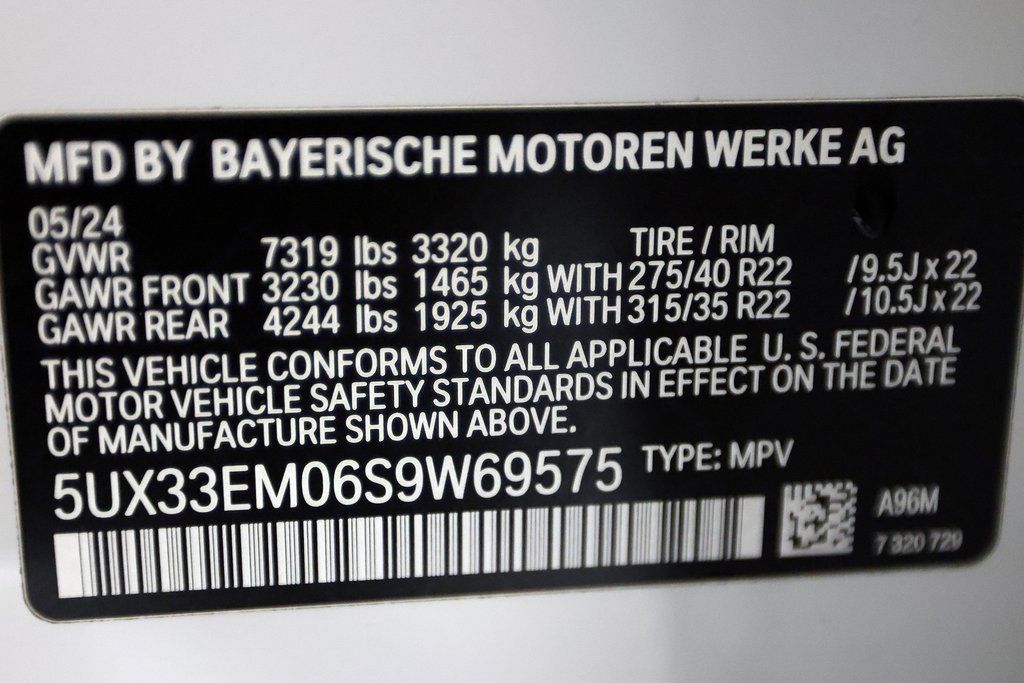 MFD BY BAYERISCHE MOTOREN WERKE AG
05/24
TIRE / RIM
GVWR 7319 lbs 3320 kg
GAWR FRONT 3230 lbs 1465 kg WITH 275/40 R22 / 9.5J x 22
GAWR REAR 4244 lbs 1925 kg WITH 315/35 R22 / 10.5J x 22
THIS VEHICLE CONFORMS TO ALL APPLICABLE U. S. FEDERAL
MOTOR VEHICLE SAFETY STANDARDS IN EFFECT ON THE DATE
OF MANUFACTURE SHOWN ABOVE.
5UX33EM06S9W69575 TYPE: MPV
A96M
7 320 729